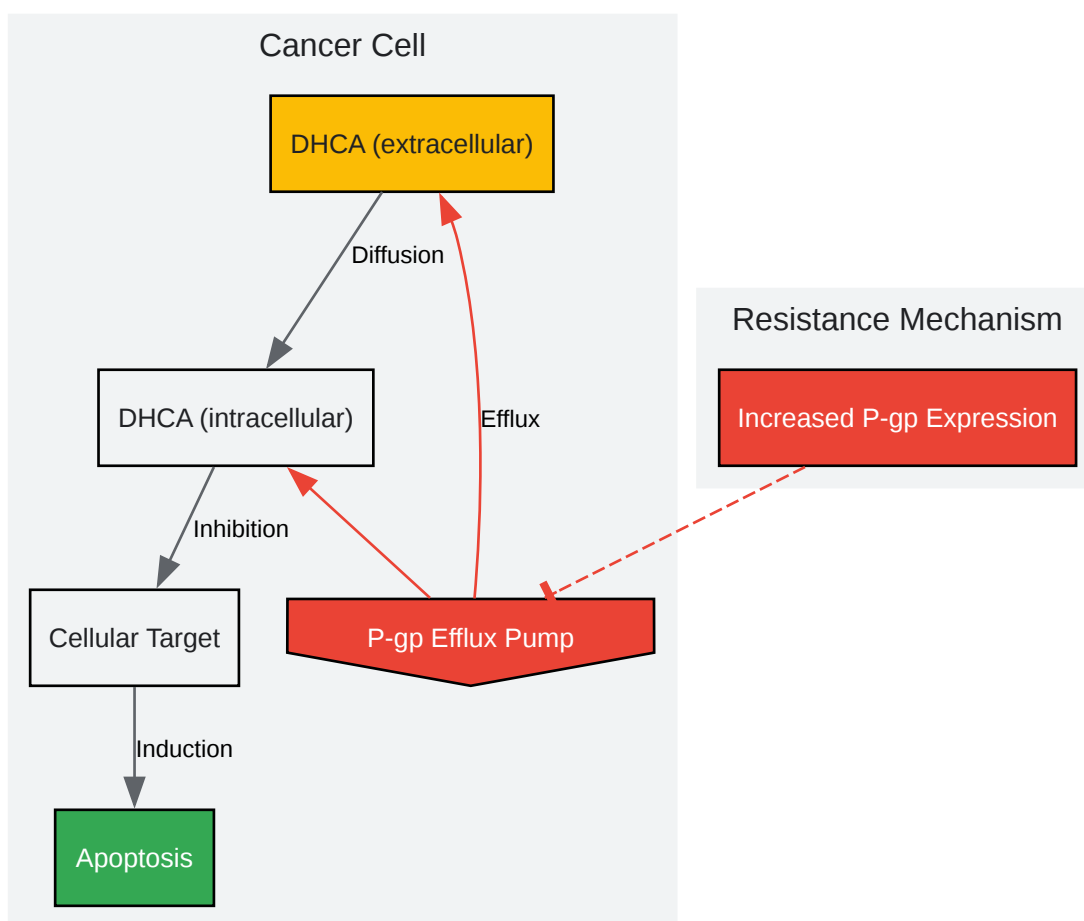 Cancer Cell
DHCA (extracellular)
Diffusion
Resistance Mechanism
DHCA (intracellular)
Efflux
Increased P-gp Expression
Inhibition
Cellular Target
P-gp Efflux Pump
Induction
Apoptosis